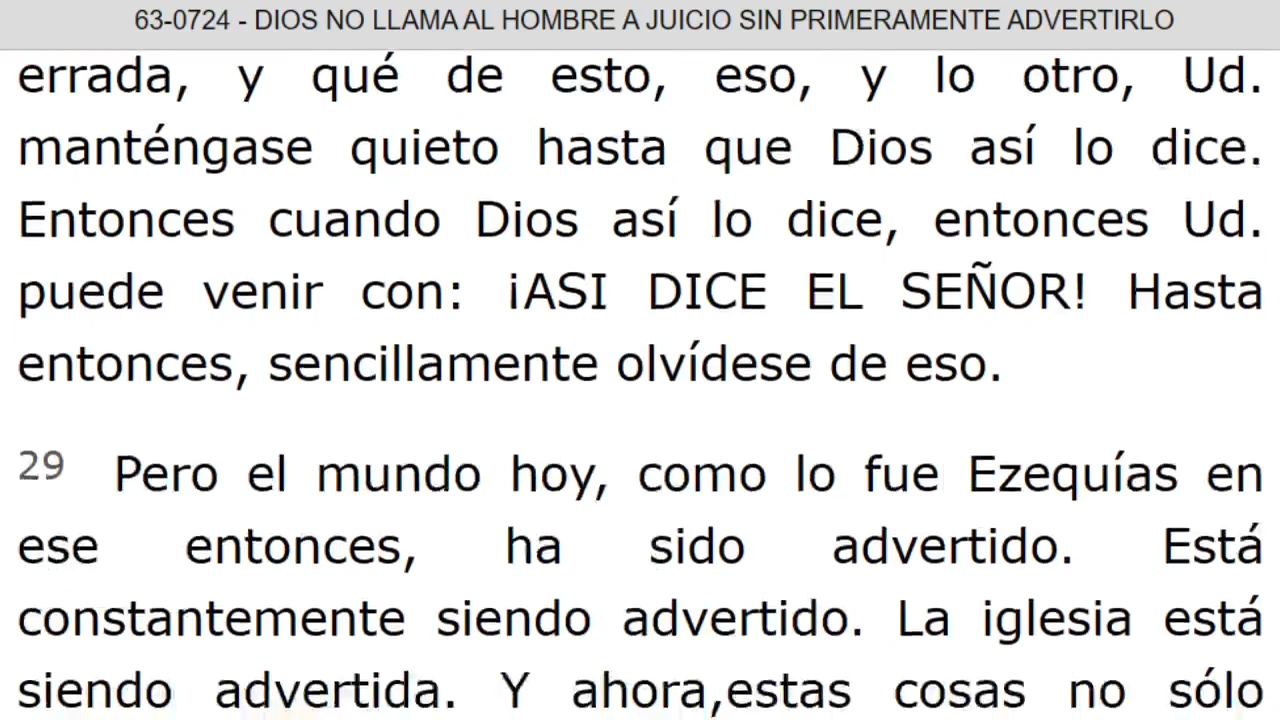 63-0724 - DIOS NO LLAMA AL HOMBRE A JUICIO SIN PRIMERAMENTE ADVERTIRLO
errada, y qué de esto, eso, y lo otro, Ud.
manténgase quieto hasta que Dios así lo dice.
Entonces cuando Dios así lo dice, entonces Ud.
puede venir con: ¡ASI DICE EL SEÑOR! Hasta
entonces, sencillamente olvídese de eso.
29 Pero el mundo hoy, como lo fue Ezequías en
ese entonces, ha sido advertido. Está
constantemente siendo advertido. La iglesia está
siendo advertida. Y ahora,estas cosas no sólo